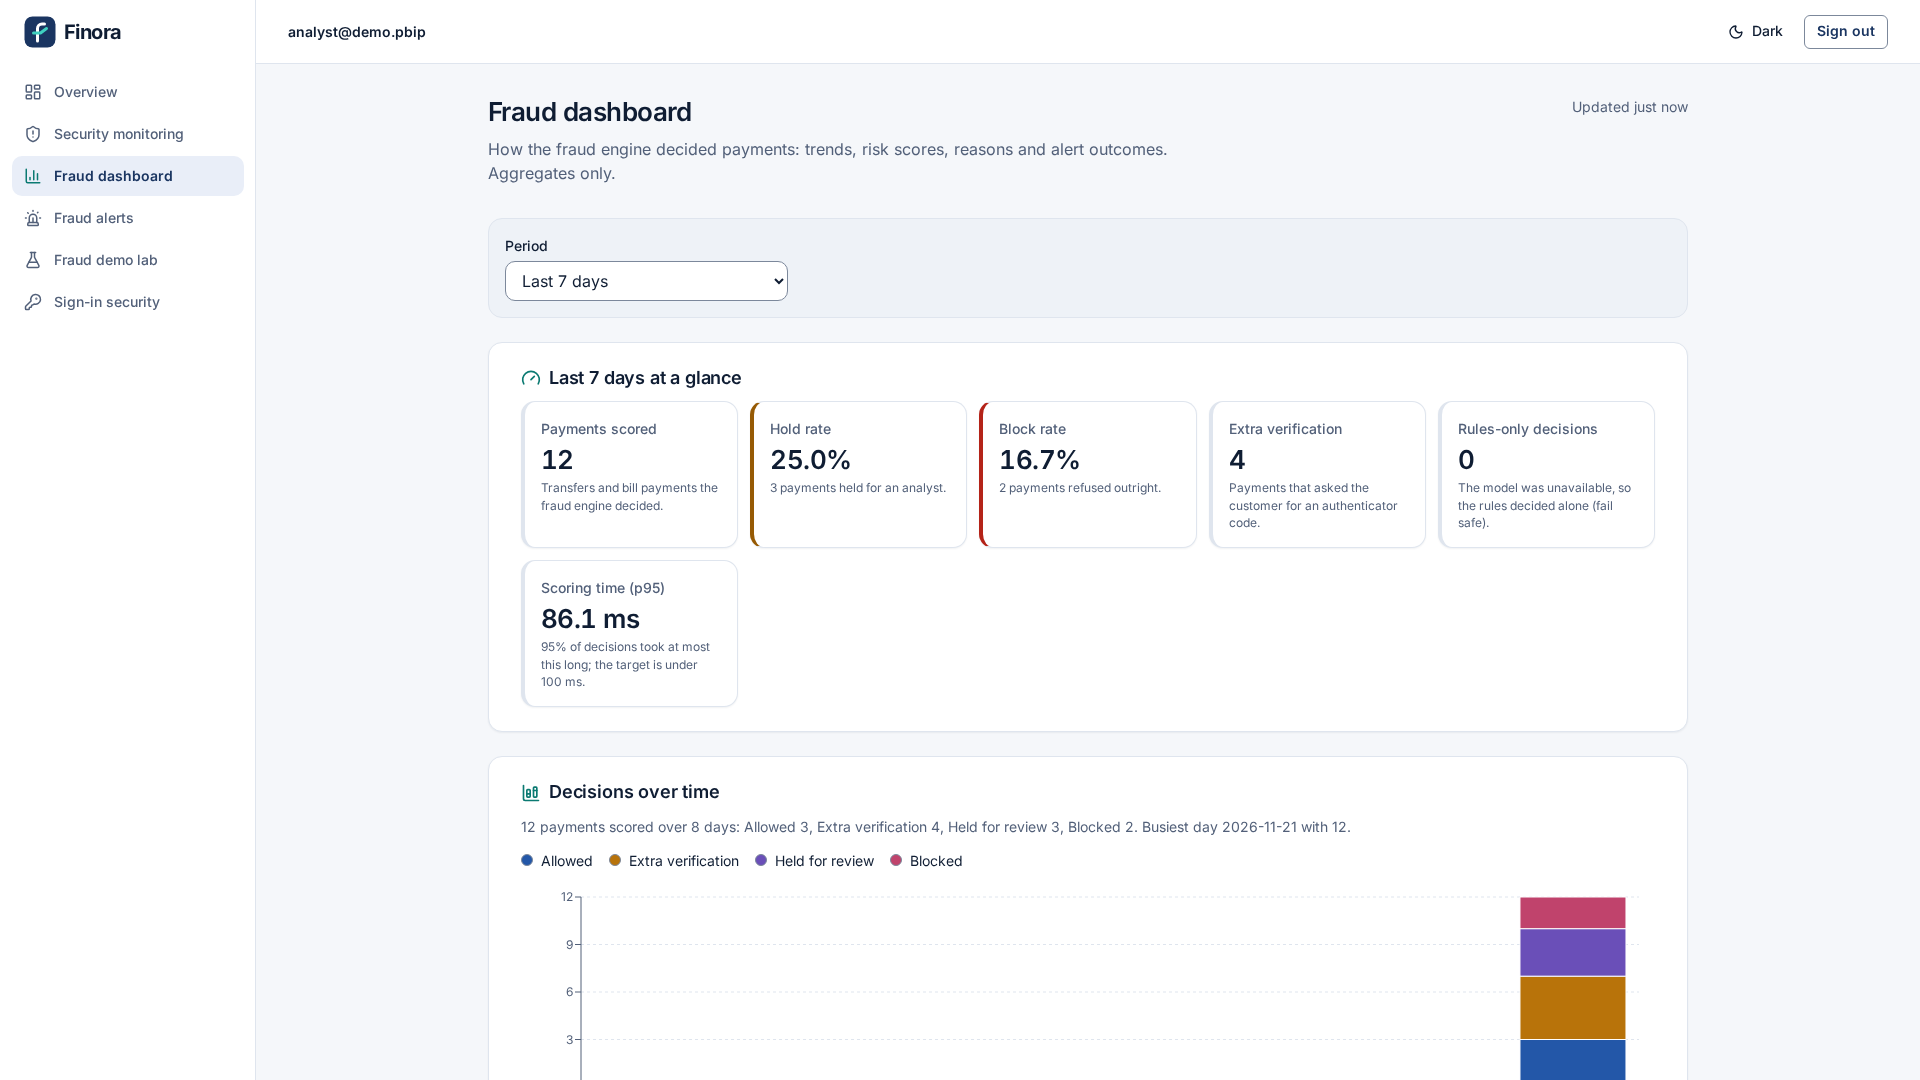 Finora
analyst@demo.pbip
Dark
Sign out
Overview
Security monitoring
Fraud dashboard
Fraud alerts
Fraud demo lab
Sign-in security
Fraud dashboard
Updated just now
How the fraud engine decided payments: trends, risk scores, reasons and alert outcomes.
Aggregates only.
Period
Last 7 days
Last 7 days at a glance
Payments scored
12
Transfers and bill payments the
fraud engine decided.
Hold rate
25.0%
3 payments held for an analyst.
Block rate
16.7%
2 payments refused outright.
Extra verification
4
Payments that asked the
customer for an authenticator
code.
Rules-only decisions
0
The model was unavailable, so
the rules decided alone (fail
safe).
Scoring time (p95)
86.1 ms
95% of decisions took at most
this long; the target is under
100 ms.
Decisions over time
12 payments scored over 8 days: Allowed 3, Extra verification 4, Held for review 3, Blocked 2. Busiest day 2026-11-21 with 12.
Allowed
Extra verification
Held for review
Blocked
12
9
6
3